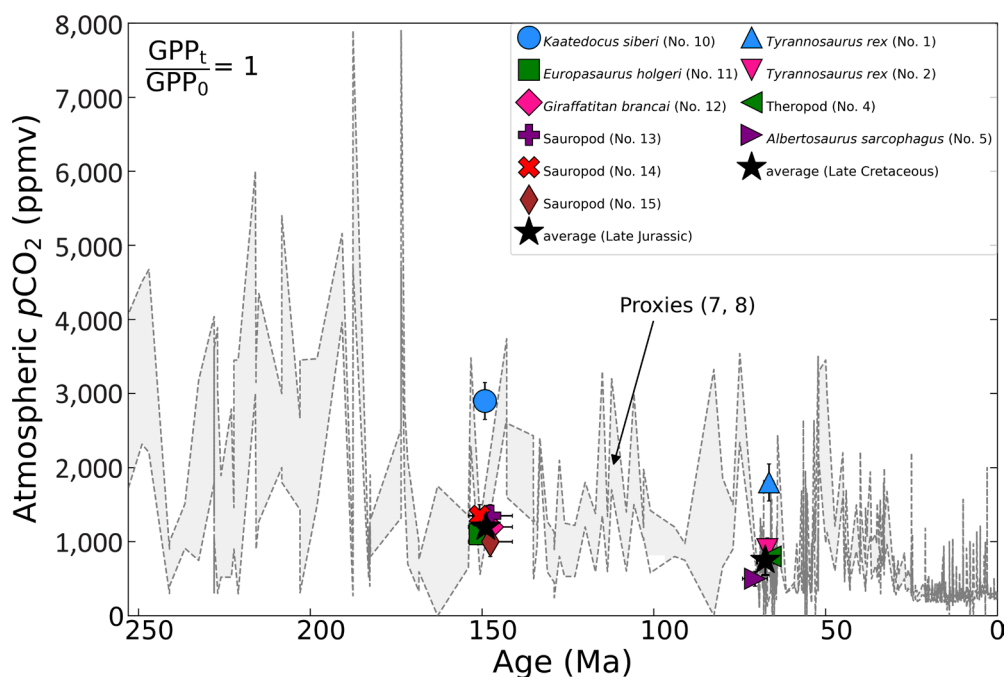 8,000
7,000
6,000
5,000
4,000
3,000
2,000
1,000
0
Atmospheric pCO₂ (ppmv)
GPPₜ
GPP₀
= 1
Kaatedocus siberi (No. 10)
Europasaurus holgeri (No. 11)
Giraffatitan brancai (No. 12)
Sauropod (No. 13)
Sauropod (No. 14)
Sauropod (No. 15)
average (Late Jurassic)
Tyrannosaurus rex (No. 1)
Tyrannosaurus rex (No. 2)
Theropod (No. 4)
Albertosaurus sarcophagus (No. 5)
average (Late Cretaceous)
Proxies (7, 8)
250 200 150 100 50 0
Age (Ma)